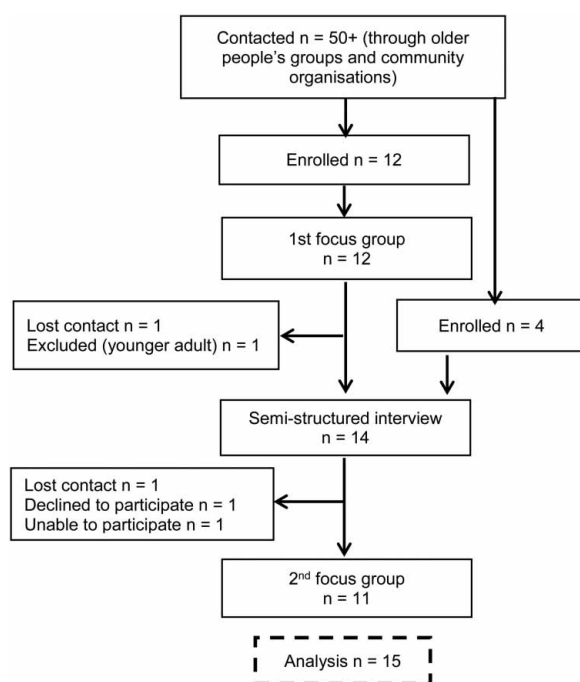 Contacted n = 50+ (through older
people’s groups and community
organisations)
Enrolled n = 12
1st focus group
n = 12
Lost contact n = 1
Excluded (younger adult) n = 1
Enrolled n = 4
Semi-structured interview
n = 14
Lost contact n = 1
Declined to participate n = 1
Unable to participate n = 1
2nd focus group
n = 11
Analysis n = 15